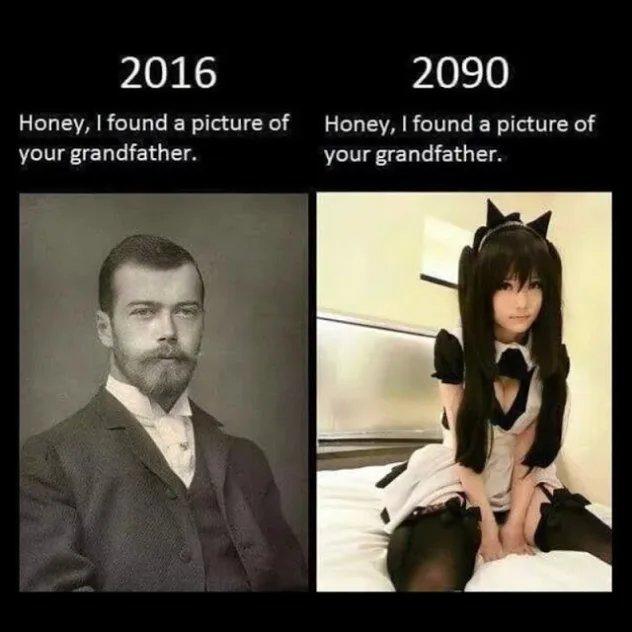 2016
Honey, I found a picture of
your grandfather.
2090
Honey, I found a picture of
your grandfather.